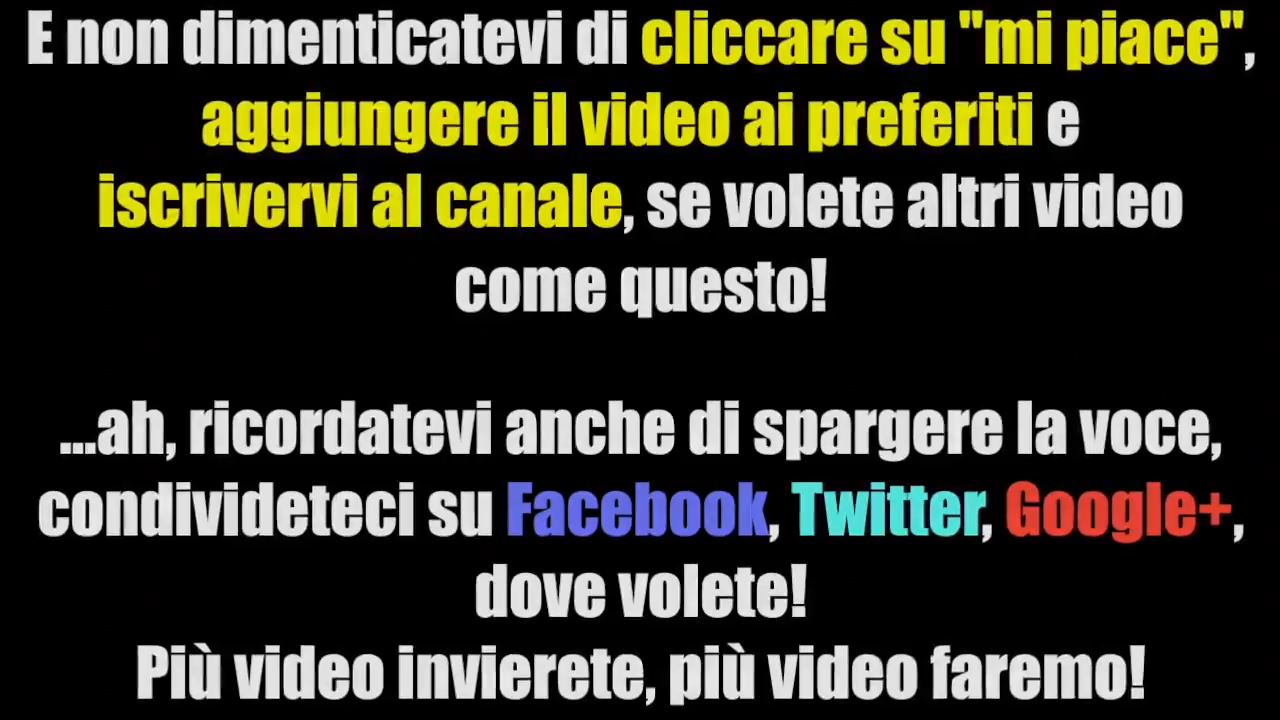 E non dimenticatevi di cliccare su "mi piace",
aggiungere il video ai preferiti e
iscrivervi al canale, se volete altri video
come questo!
...ah, ricordatevi anche di spargere la voce,
condivideteci su Facebook, Twitter, Google+,
dove volete!
Più video invierete, più video faremo!